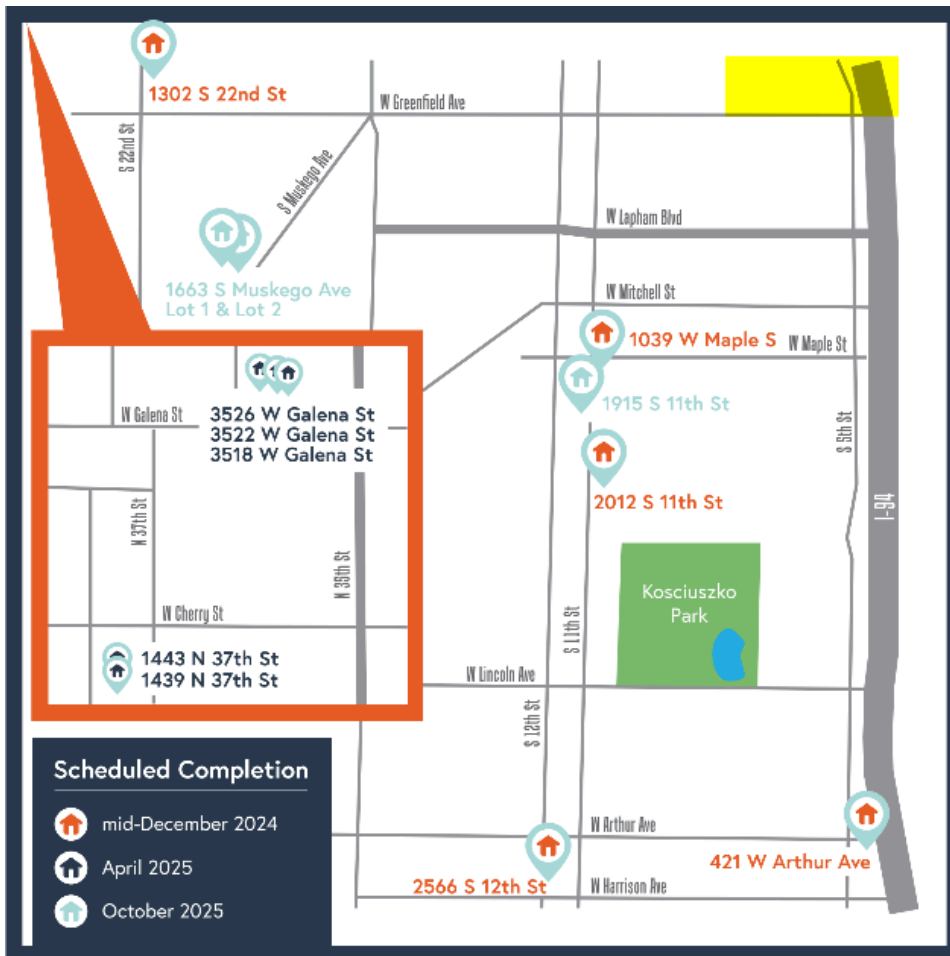 1302 S 22nd St
W Greenfield Ave
S 22nd St
S Muskego Ave
W Lapham Blvd
1663 S Muskego Ave
Lot 1 & Lot 2
W Mitchell St
1039 W Maple S
W Maple St
1915 S 11th St
S 5th St
2012 S 11th St
I-94
3526 W Galena St
3522 W Galena St
3518 W Galena St
W Galena St
N 37th St
N 35th St
W Cherry St
1443 N 37th St
1439 N 37th St
Kosciuszko
Park
S 11th St
W Lincoln Ave
S 12th St
Scheduled Completion
mid-December 2024
April 2025
October 2025
W Arthur Ave
421 W Arthur Ave
2566 S 12th St
W Harrison Ave